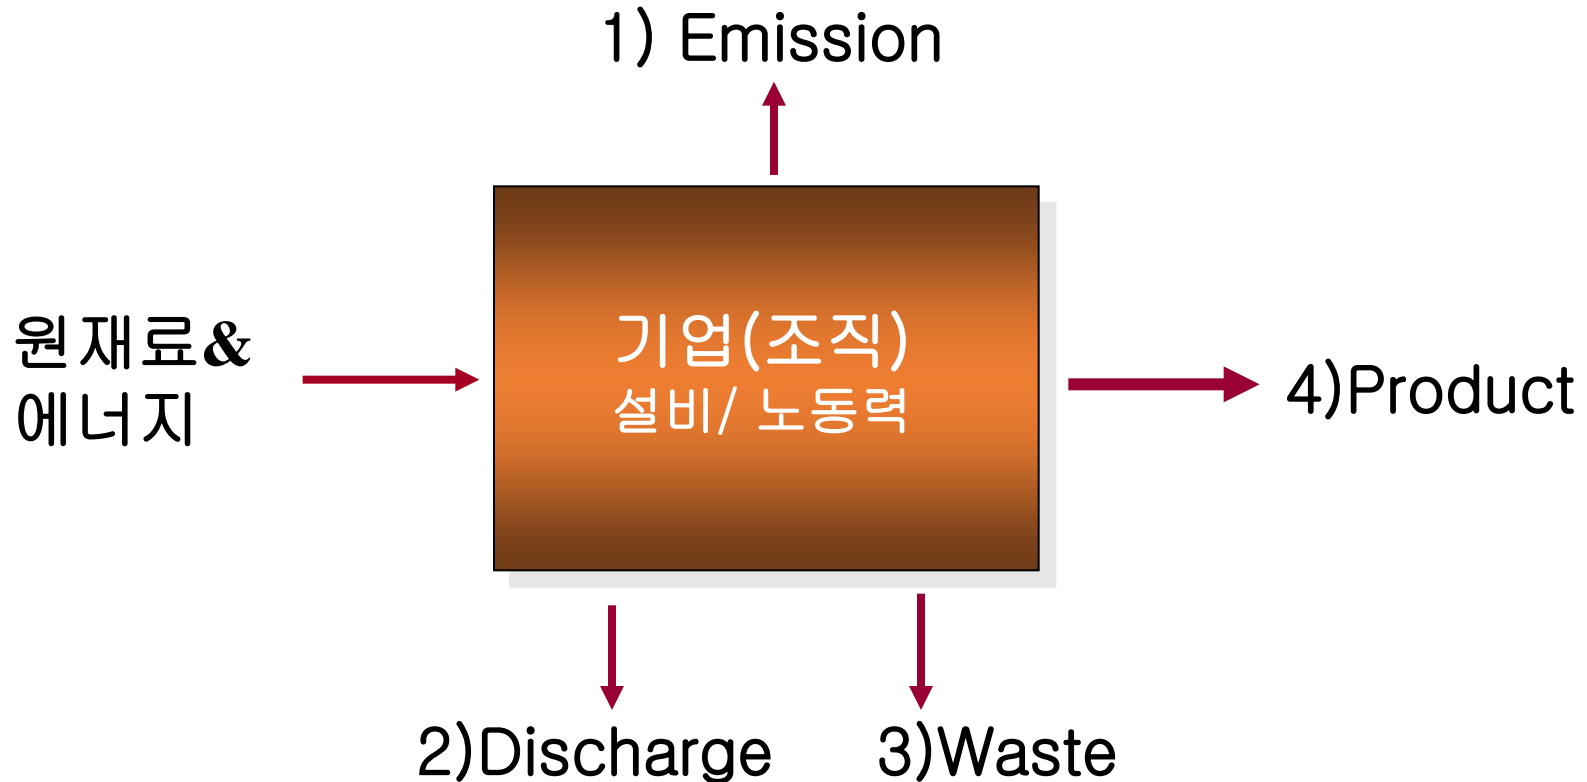 1) Emission
원재료&
에너지
기업(조직)
설비/ 노동력
4)Product
2)Discharge
3)Waste